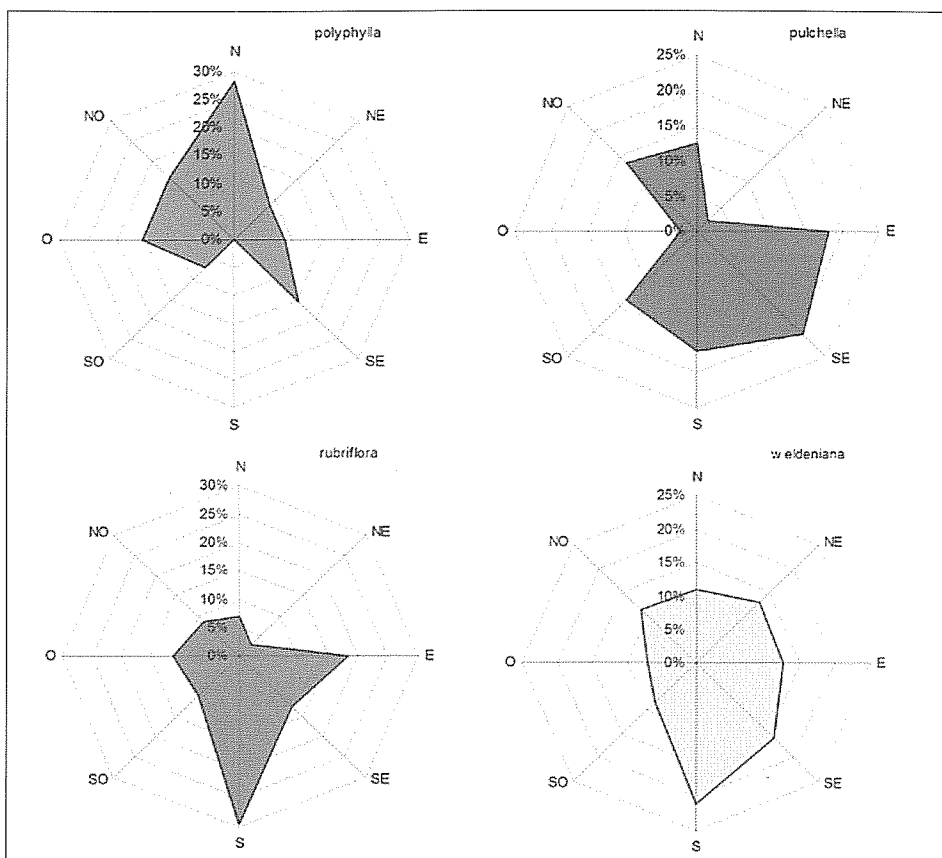 polyphylla
N
30%
25%
20%
15%
10%
5%
0%
NO
NE
O
E
SO
SE
S
pulchella
N
25%
20%
15%
10%
5%
0%
NO
NE
O
E
SO
SE
S
rubriflora
N
30%
25%
20%
15%
10%
5%
0%
NO
NE
O
E
SO
SE
S
w eldeniana
N
25%
20%
15%
10%
5%
0%
NO
NE
O
E
SO
SE
S